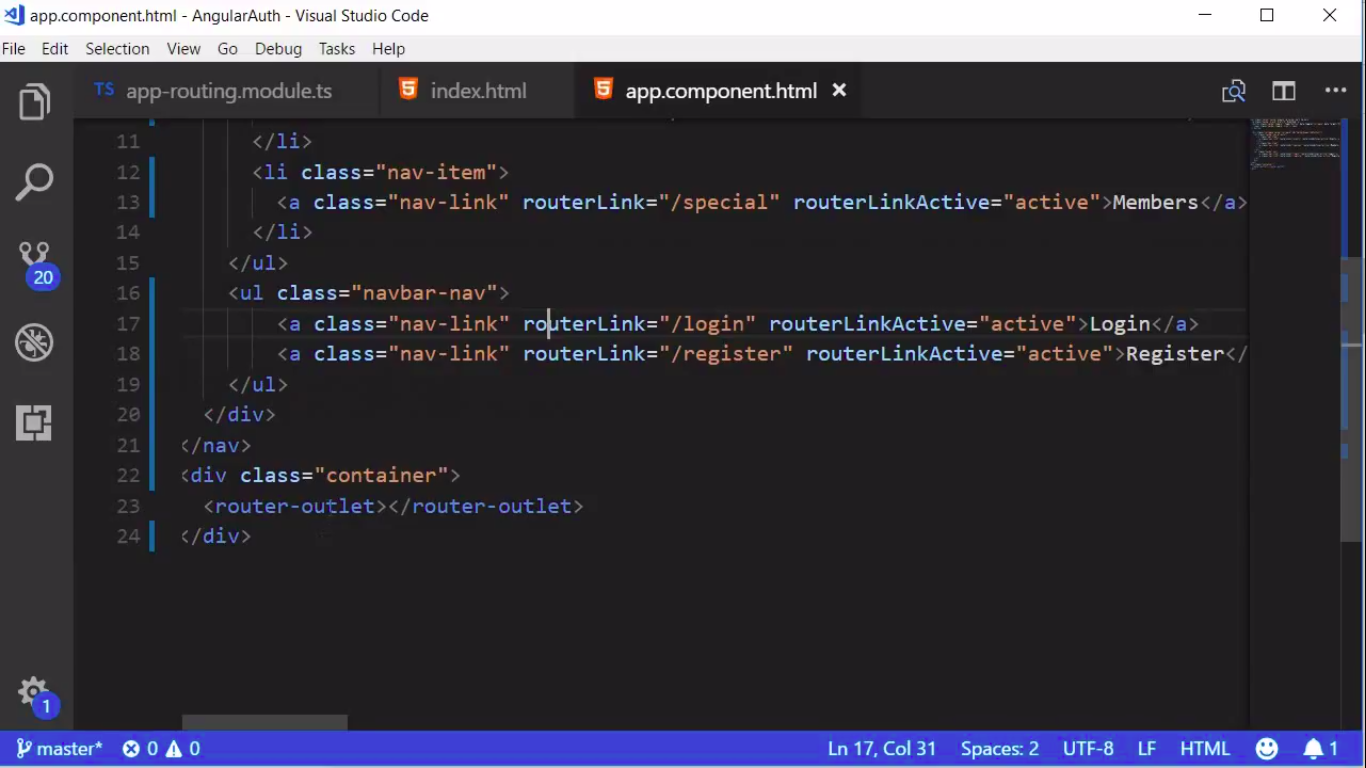 app.component.html - AngularAuth - Visual Studio Code
File Edit Selection View Go Debug Tasks Help
TS app-routing.module.ts index.html app.component.html
11 </li>
12 <li class="nav-item">
13 <a class="nav-link" routerLink="/special" routerLinkActive="active">Members</a>
14 </li>
15 </ul>
16 <ul class="navbar-nav">
17 <a class="nav-link" routerLink="/login" routerLinkActive="active">Login</a>
18 <a class="nav-link" routerLink="/register" routerLinkActive="active">Register</
19 </ul>
20 </div>
21 </nav>
22 <div class="container">
23 <router-outlet></router-outlet>
24 </div>
20
1
master* 0 0 Ln 17, Col 31 Spaces: 2 UTF-8 LF HTML 1